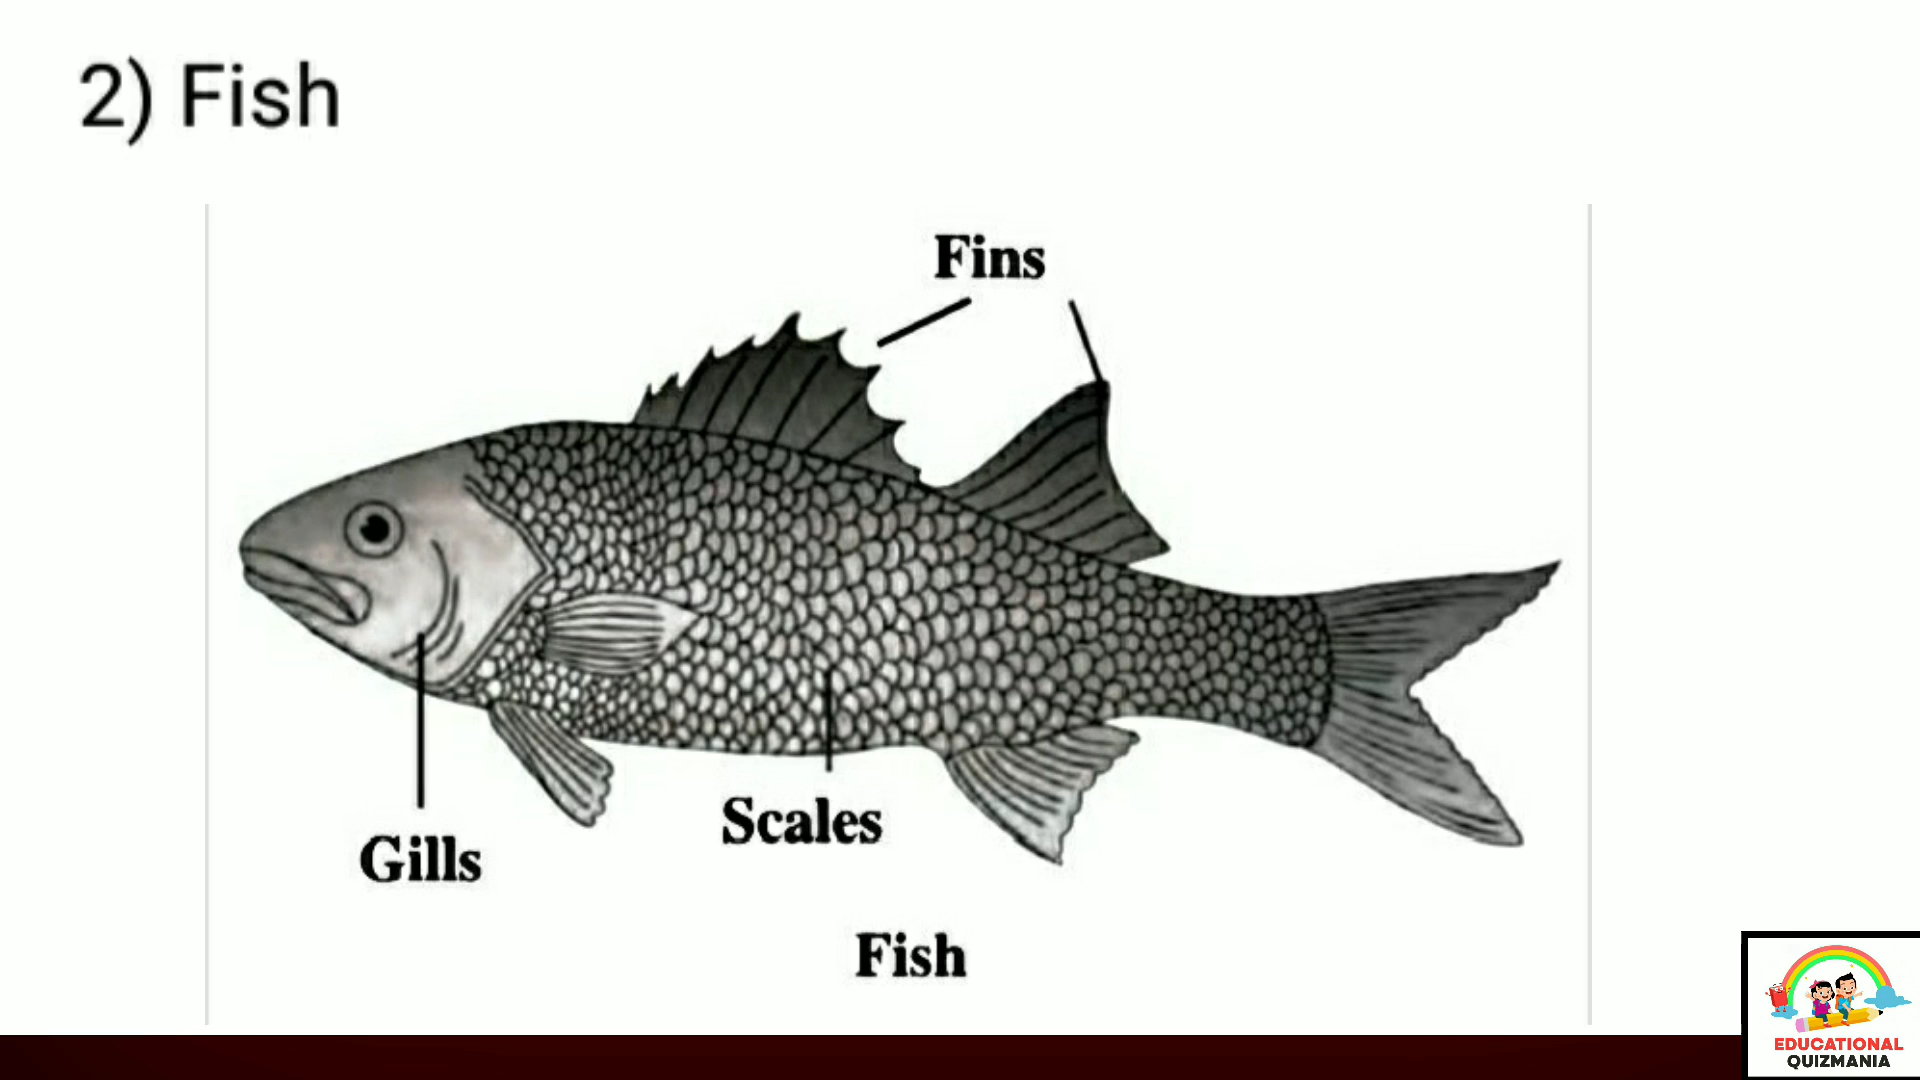 2) Fish
Fins
Scales
Gills
Fish
EDUCATIONAL
QUIZMANIA